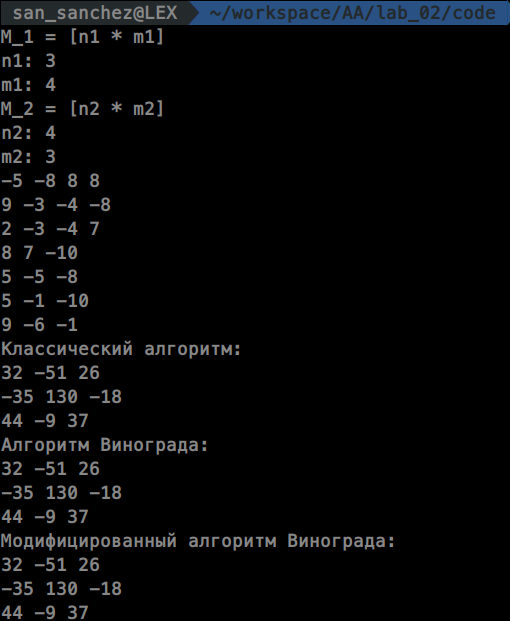 san_sanchez@LEX ~/workspace/AA/lab_02/code
M_1 = [n1 * m1]
n1: 3
m1: 4
M_2 = [n2 * m2]
n2: 4
m2: 3
-5 -8 8 8
9 -3 -4 -8
2 -3 -4 7
8 7 -10
5 -5 -8
5 -1 -10
9 -6 -1
Классический алгоритм:
32 -51 26
-35 130 -18
44 -9 37
Алгоритм Винограда:
32 -51 26
-35 130 -18
44 -9 37
Модифицированный алгоритм Винограда:
32 -51 26
-35 130 -18
44 -9 37